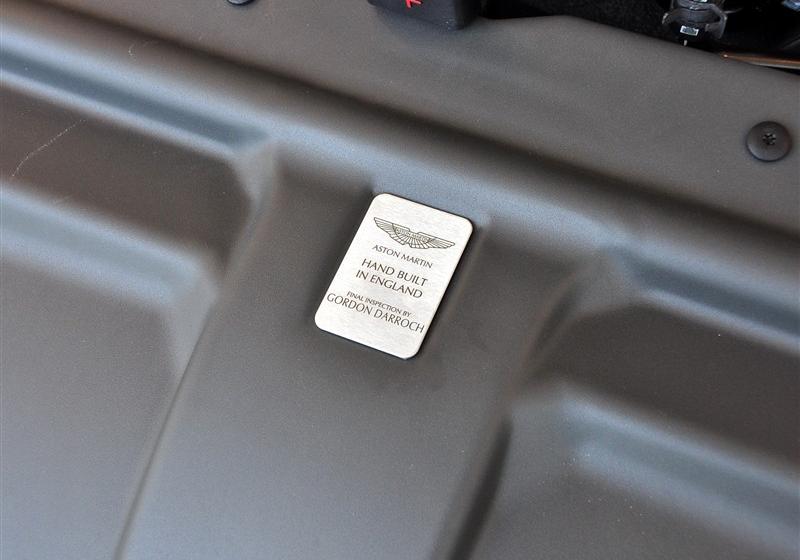 ASTON MARTIN
HAND BUILT
IN ENGLAND
FINAL INSPECTION BY
GORDON DARROCH